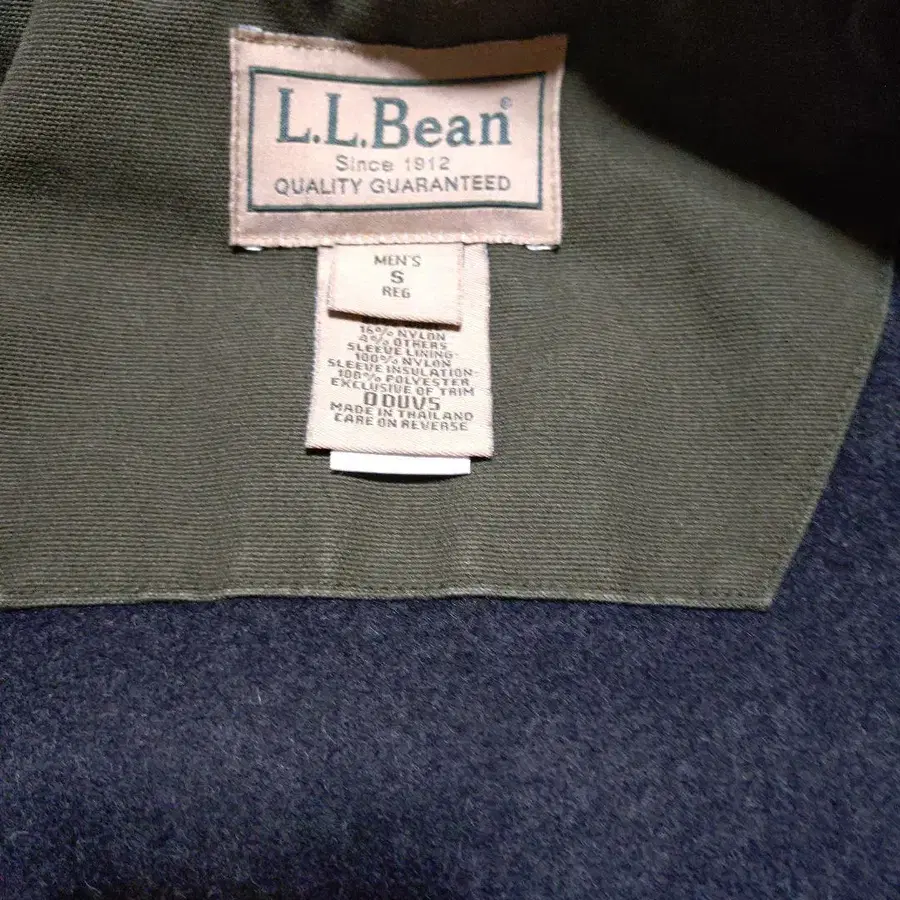 L.L.Bean®
Since 1912
QUALITY GUARANTEED
MEN'S
S
REG
16% NYLON
4% OTHERS
SLEEVE LINING-
100% NYLON
SLEEVE INSULATION-
100% POLYESTER
EXCLUSIVE OF TRIM
0DUV5
MADE IN THAILAND
CARE ON REVERSE